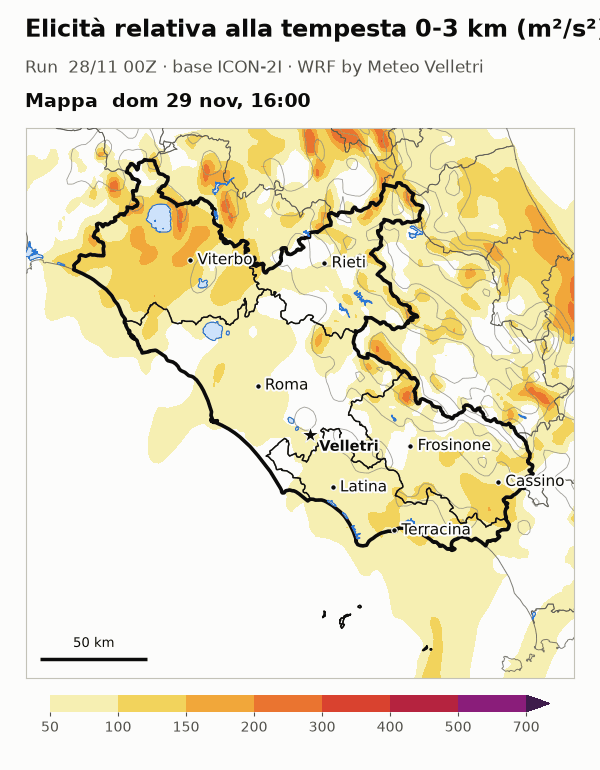 Elicità relativa alla tempesta 0-3 km (m²/s²)
Run 28/11 00Z · base ICON-2I · WRF by Meteo Velletri
Mappa dom 29 nov, 16:00
Viterbo
Rieti
Roma
Velletri
Frosinone
Cassino
Latina
Terracina
50 km
50 100 150 200 300 400 500 700